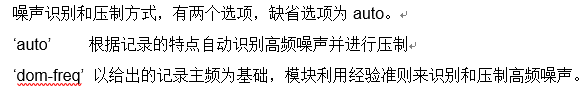 噪声识别和压制方式，有两个选项，缺省选项为 auto。
‘auto’ 根据记录的特点自动识别高频噪声并进行压制
‘dom-freq’ 以给出的记录主频为基础，模块利用经验准则来识别和压制高频噪声。